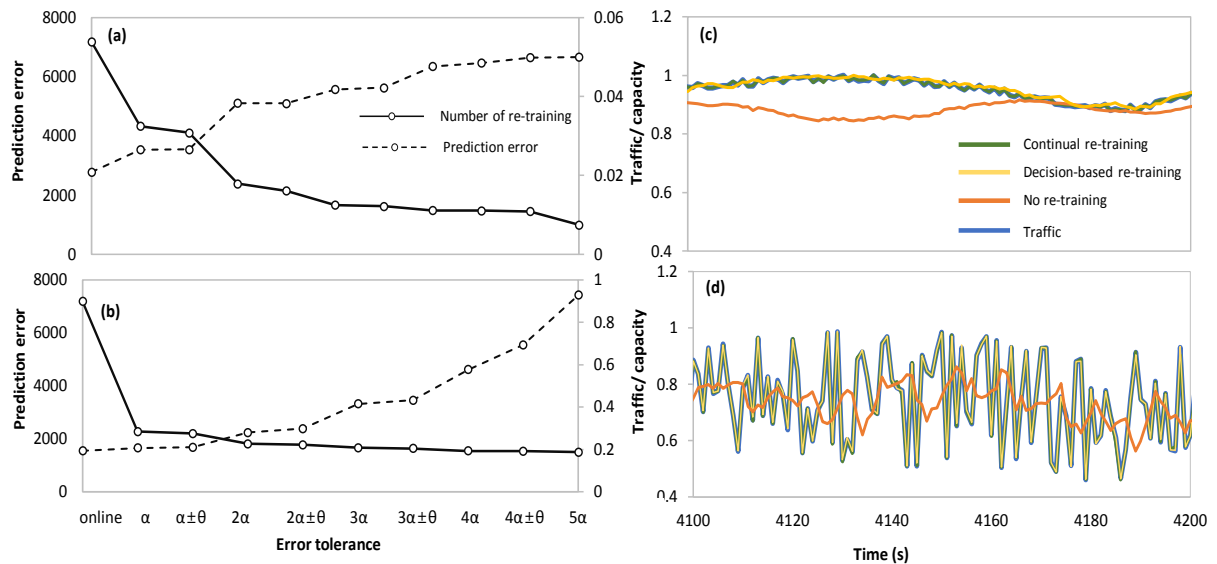 8000
6000
4000
2000
0
Prediction error
(a)
Number of re-training
Prediction error
0.06
0.04
0.02
0
8000
6000
4000
2000
0
Prediction error
(b)
1
0.8
0.6
0.4
0.2
0
online α α±θ 2α 2α±θ 3α 3α±θ 4α 4α±θ 5α
Error tolerance
1.2
1
0.8
0.6
0.4
Traffic/ capacity
(c)
Continual re-training
Decision-based re-training
No re-training
Traffic
1.2
1
0.8
0.6
0.4
Traffic/ capacity
(d)
4100 4120 4140 4160 4180 4200
Time (s)